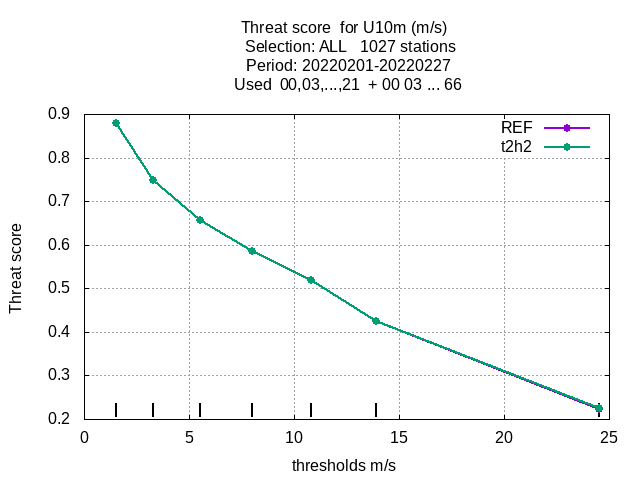 Threat score  for U10m (m/s)
Selection: ALL   1027 stations
Period: 20220201-20220227
Used  00,03,...,21  + 00 03 ... 66
REF
t2h2
Threat score
0.9
0.8
0.7
0.6
0.5
0.4
0.3
0.2
0 5 10 15 20 25
thresholds m/s